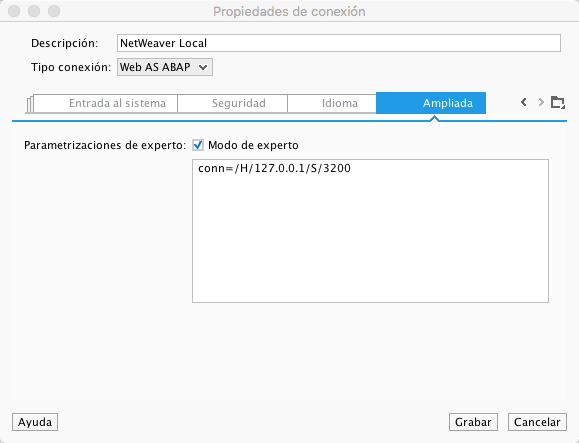 Propiedades de conexión
Descripción: NetWeaver Local
Tipo conexión: Web AS ABAP
Entrada al sistema Seguridad Idioma Ampliada
Parametrizaciones de experto: Modo de experto
conn=/H/127.0.0.1/S/3200
Ayuda Grabar Cancelar